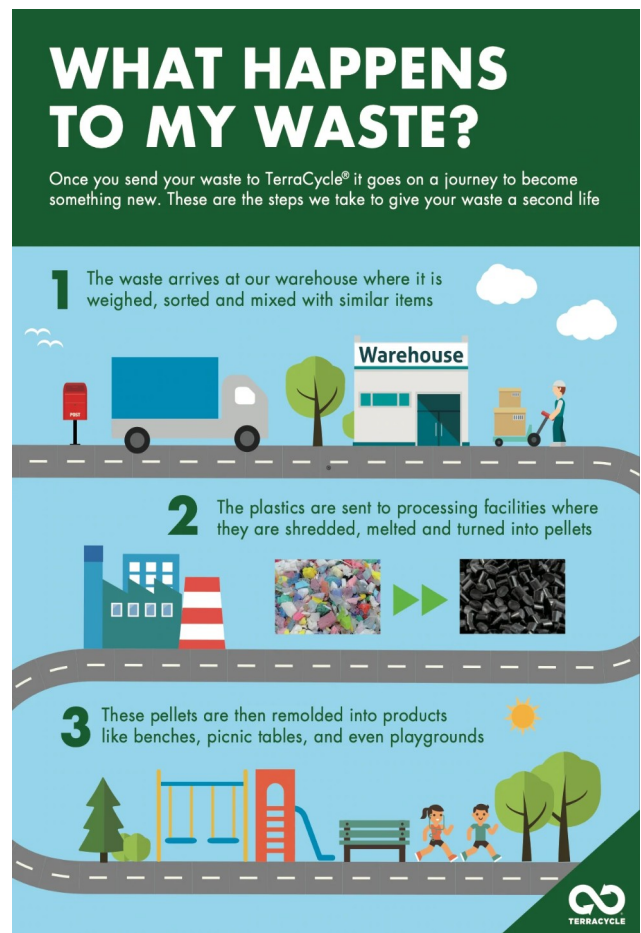 WHAT HAPPENS
TO MY WASTE?
Once you send your waste to TerraCycle® it goes on a journey to become
something new. These are the steps we take to give your waste a second life
1
The waste arrives at our warehouse where it is
weighed, sorted and mixed with similar items
Warehouse
POST
2
The plastics are sent to processing facilities where
they are shredded, melted and turned into pellets
3
These pellets are then remolded into products
like benches, picnic tables, and even playgrounds
TERRACYCLE